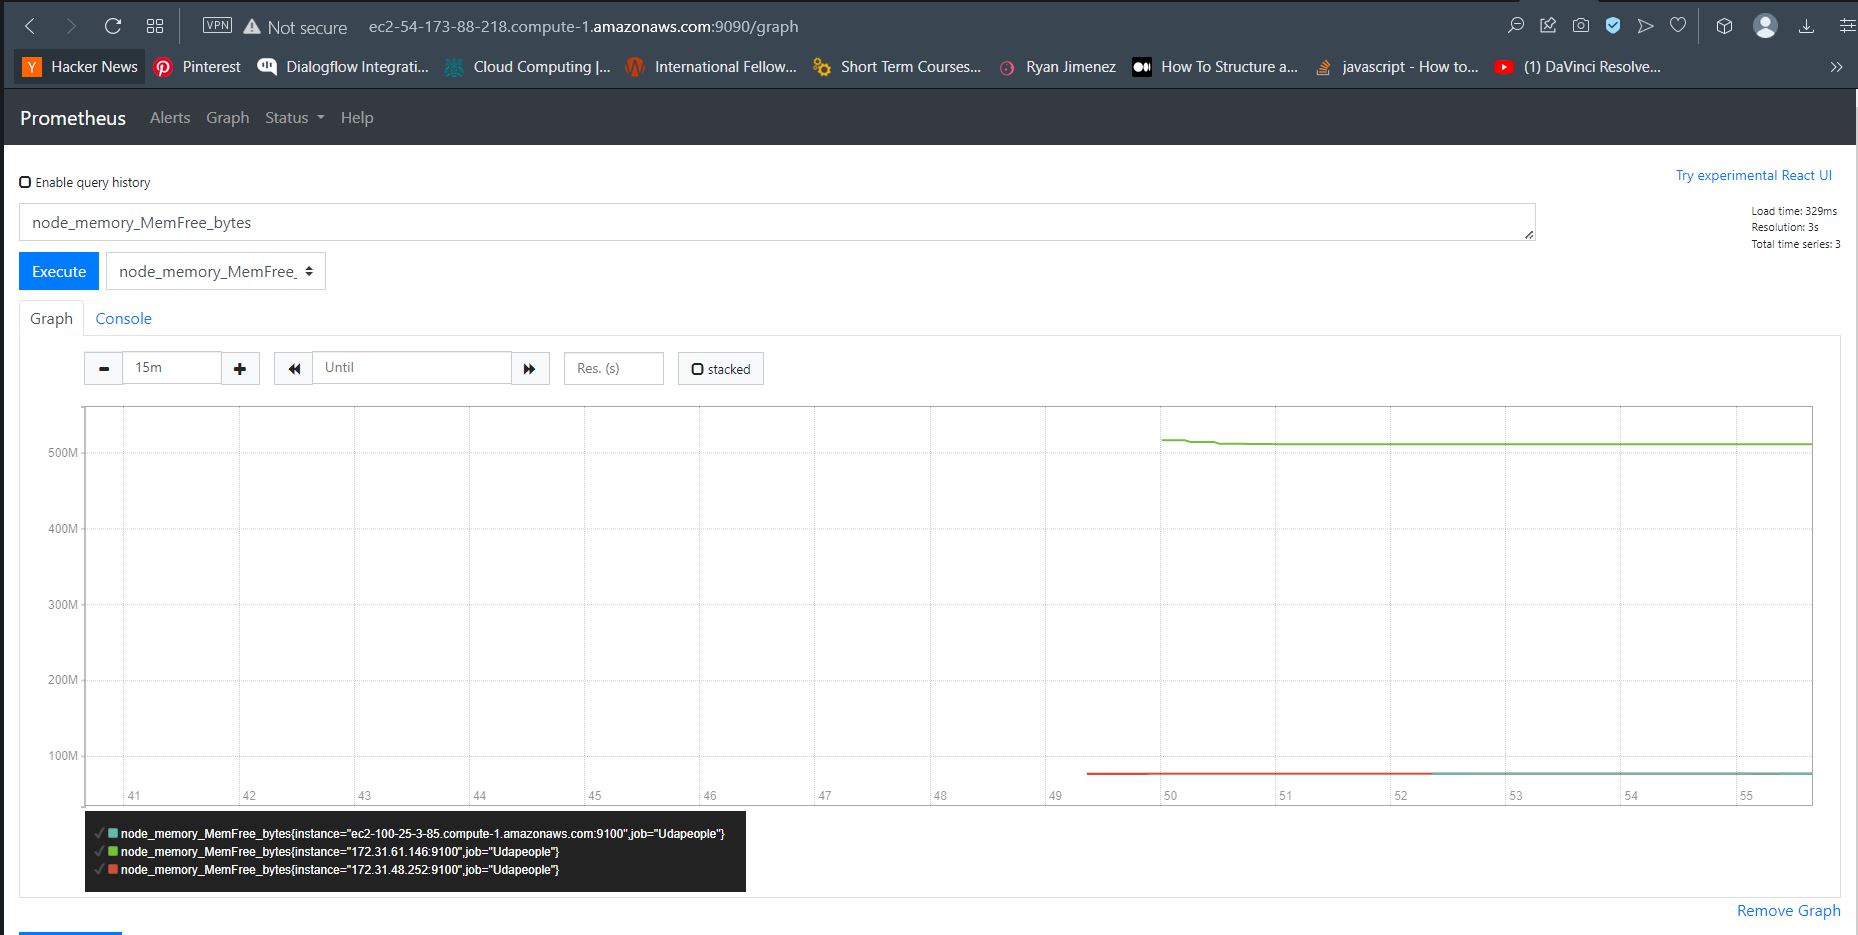 VPN Not secure ec2-54-173-88-218.compute-1.amazonaws.com:9090/graph
Y Hacker News Pinterest Dialogflow Integrati... Cloud Computing |... International Fellow... Short Term Courses... Ryan Jimenez How To Structure a... javascript - How to... (1) DaVinci Resolve...
Prometheus Alerts Graph Status Help
Enable query history
Try experimental React UI
node_memory_MemFree_bytes
Load time: 329ms
Resolution: 3s
Total time series: 3
Execute node_memory_MemFree_
Graph Console
15m Until Res. (s) stacked
500M
400M
300M
200M
100M
41 42 43 44 45 46 47 48 49 50 51 52 53 54 55
node_memory_MemFree_bytes{instance="ec2-100-25-3-85.compute-1.amazonaws.com:9100",job="Udapeople"}
node_memory_MemFree_bytes{instance="172.31.61.146:9100",job="Udapeople"}
node_memory_MemFree_bytes{instance="172.31.48.252:9100",job="Udapeople"}
Remove Graph